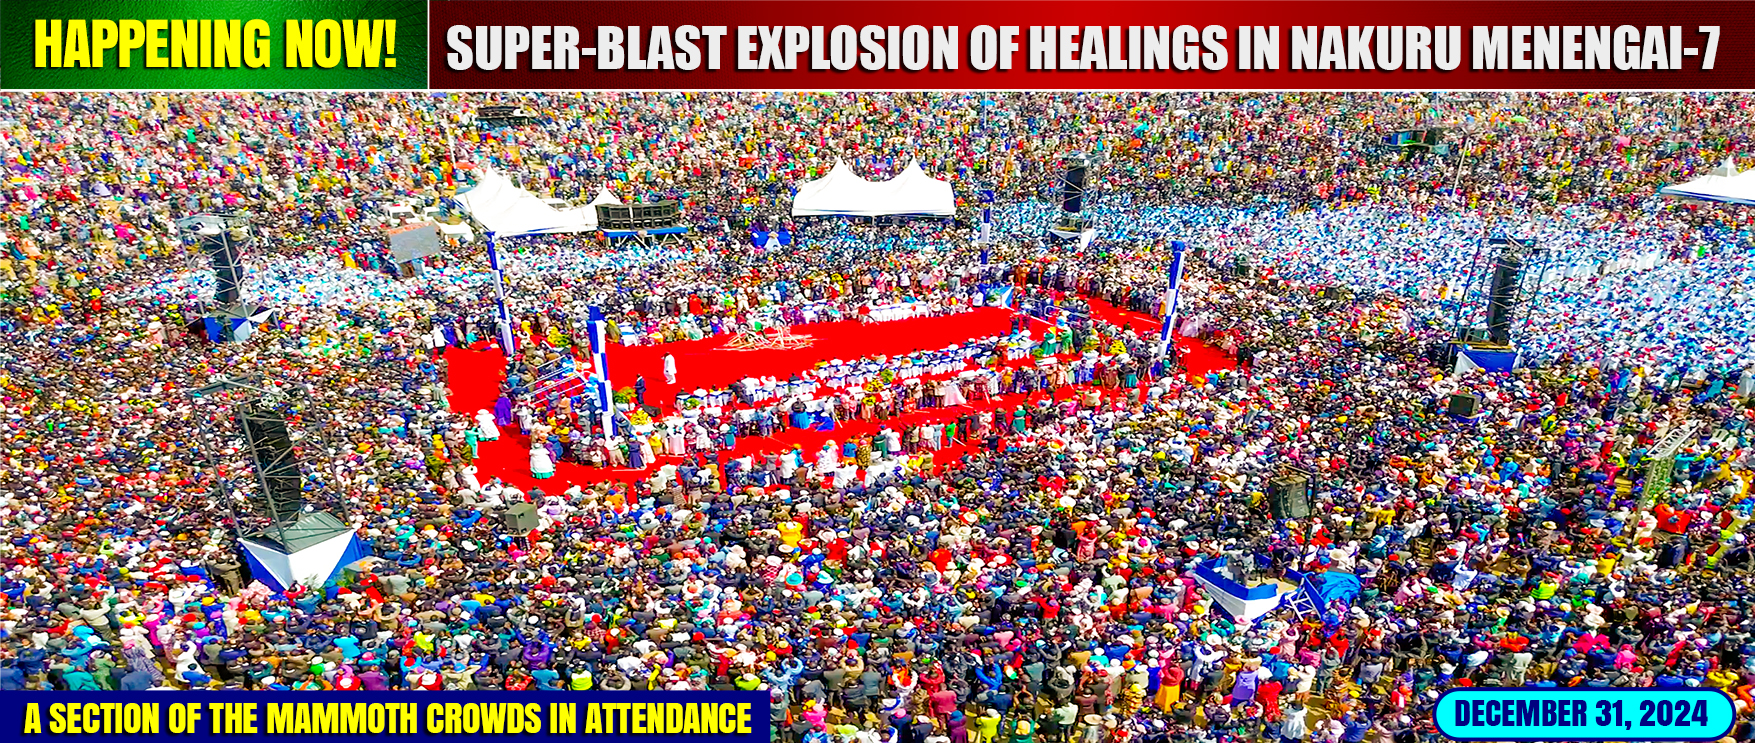 HAPPENING NOW!
SUPER-BLAST EXPLOSION OF HEALINGS IN NAKURU MENENGAI-7
A SECTION OF THE MAMMOTH CROWDS IN ATTENDANCE
DECEMBER 31, 2024